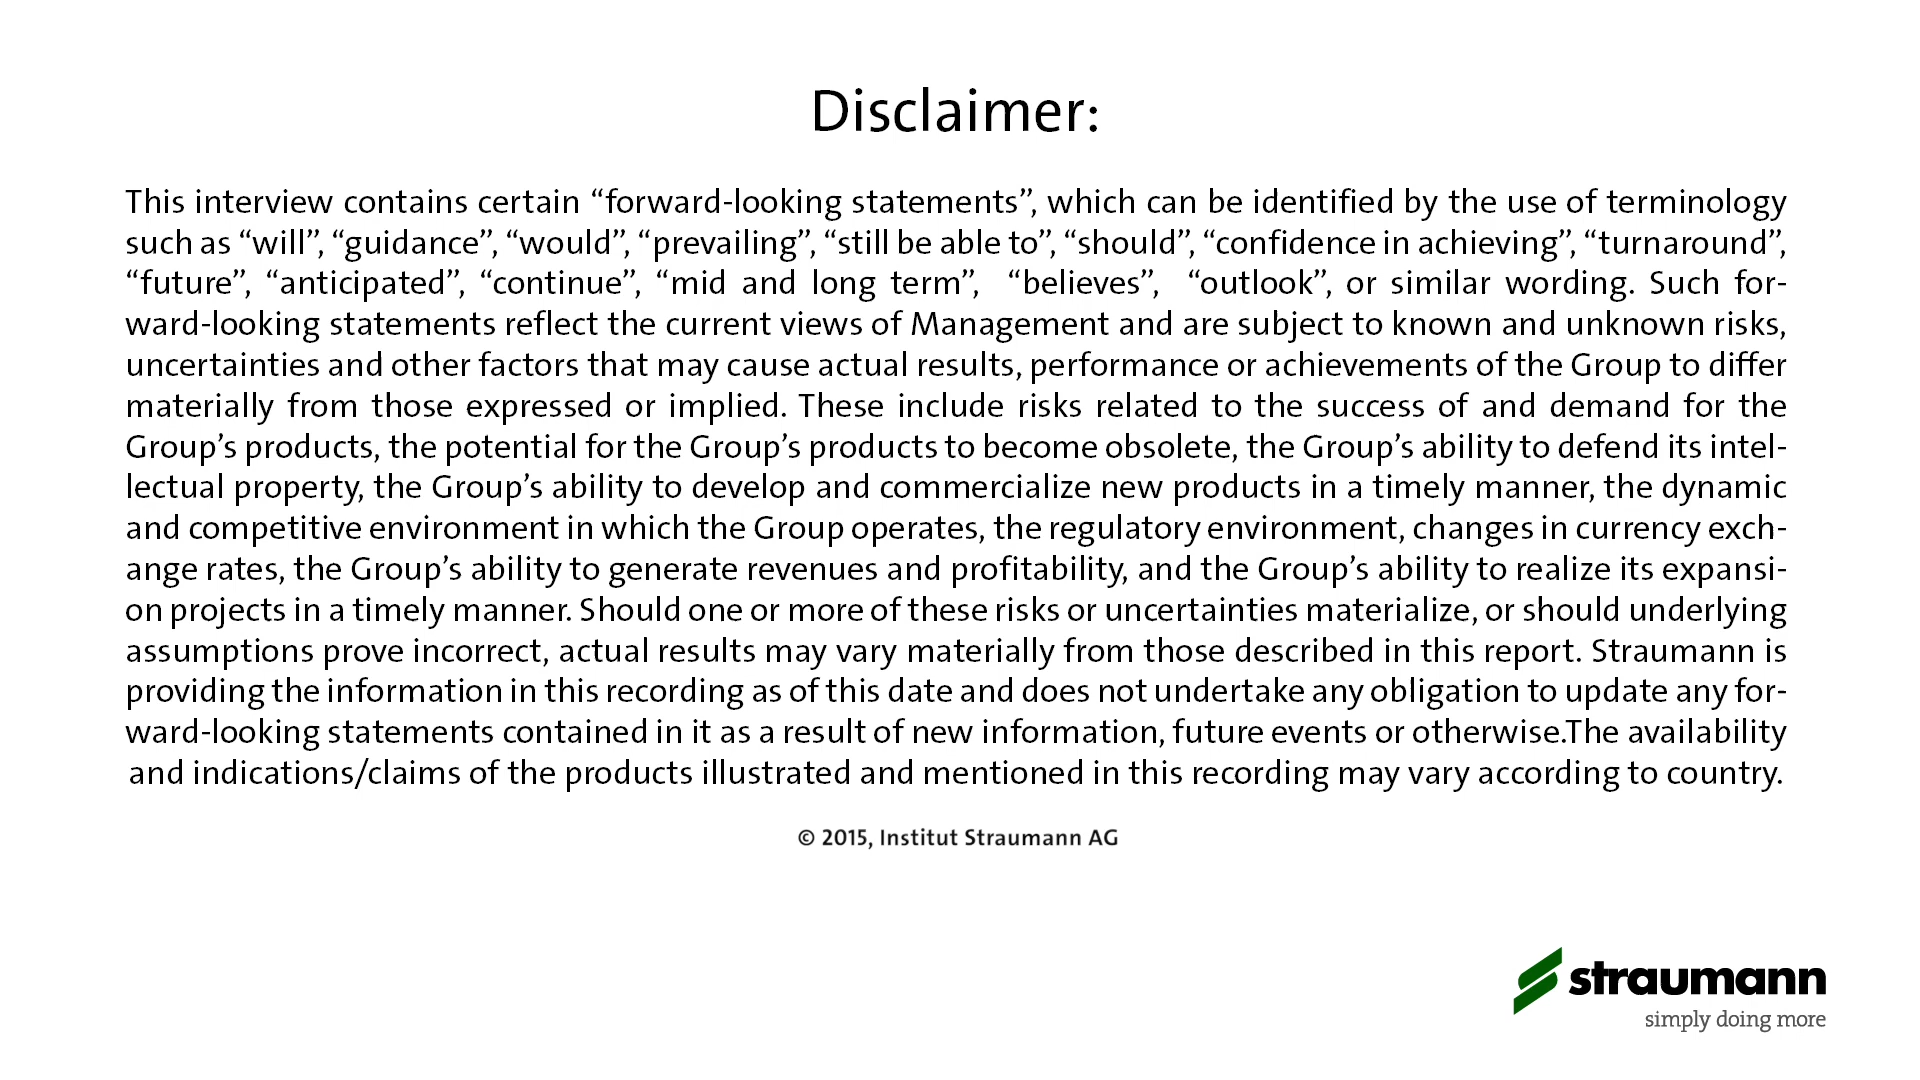 Disclaimer:
This interview contains certain “forward-looking statements”, which can be identified by the use of terminology
such as “will”, “guidance”, “would”, “prevailing”, “still be able to”, “should”, “confidence in achieving”, “turnaround”,
“future”, “anticipated”, “continue”, “mid and long term”, “believes”, “outlook”, or similar wording. Such for-
ward-looking statements reflect the current views of Management and are subject to known and unknown risks,
uncertainties and other factors that may cause actual results, performance or achievements of the Group to differ
materially from those expressed or implied. These include risks related to the success of and demand for the
Group’s products, the potential for the Group’s products to become obsolete, the Group’s ability to defend its intel-
lectual property, the Group’s ability to develop and commercialize new products in a timely manner, the dynamic
and competitive environment in which the Group operates, the regulatory environment, changes in currency exch-
ange rates, the Group’s ability to generate revenues and profitability, and the Group’s ability to realize its expansi-
on projects in a timely manner. Should one or more of these risks or uncertainties materialize, or should underlying
assumptions prove incorrect, actual results may vary materially from those described in this report. Straumann is
providing the information in this recording as of this date and does not undertake any obligation to update any for-
ward-looking statements contained in it as a result of new information, future events or otherwise.The availability
and indications/claims of the products illustrated and mentioned in this recording may vary according to country.
© 2015, Institut Straumann AG
straumann
simply doing more